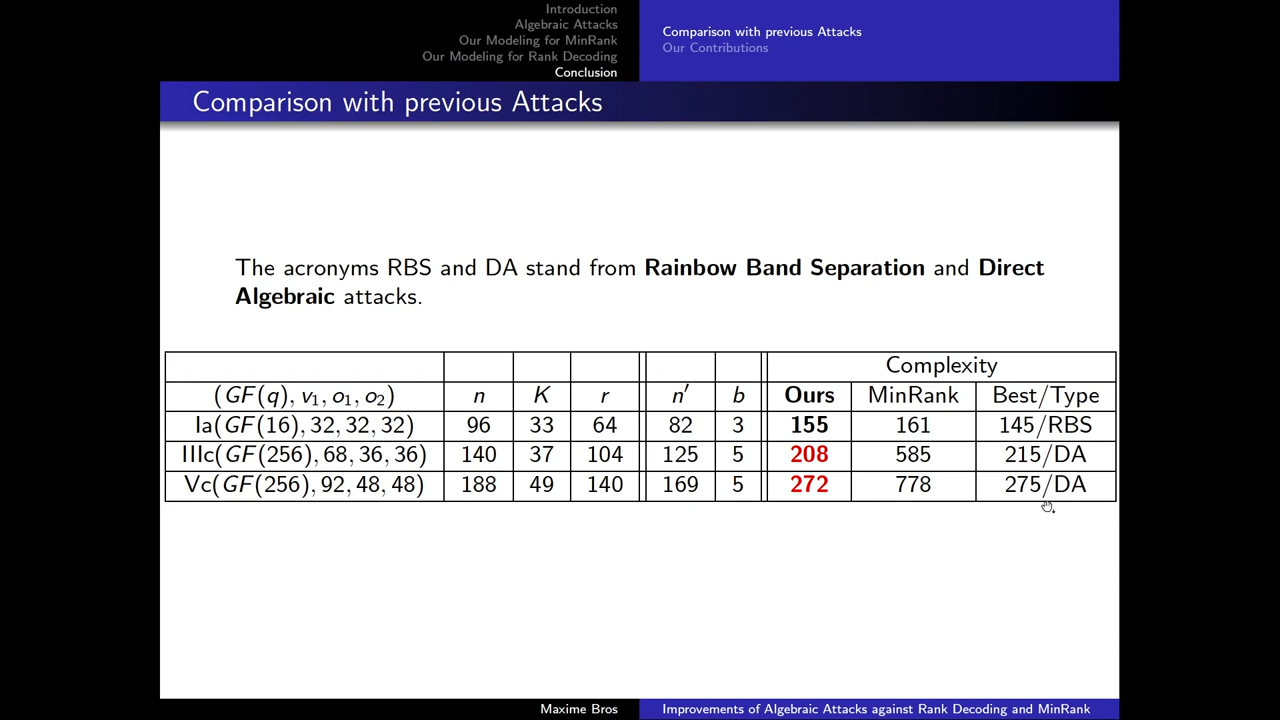 Introduction
Algebraic Attacks
Our Modeling for MinRank
Our Modeling for Rank Decoding
Conclusion
Comparison with previous Attacks
Our Contributions
Comparison with previous Attacks
The acronyms RBS and DA stand from Rainbow Band Separation and Direct
Algebraic attacks.
Complexity
(GF(q), v₁, o₁, o₂) n K r n′ b Ours MinRank Best/Type
Ia(GF(16), 32, 32, 32) 96 33 64 82 3 155 161 145/RBS
IIIc(GF(256), 68, 36, 36) 140 37 104 125 5 208 585 215/DA
Vc(GF(256), 92, 48, 48) 188 49 140 169 5 272 778 275/DA
Maxime Bros Improvements of Algebraic Attacks against Rank Decoding and MinRank